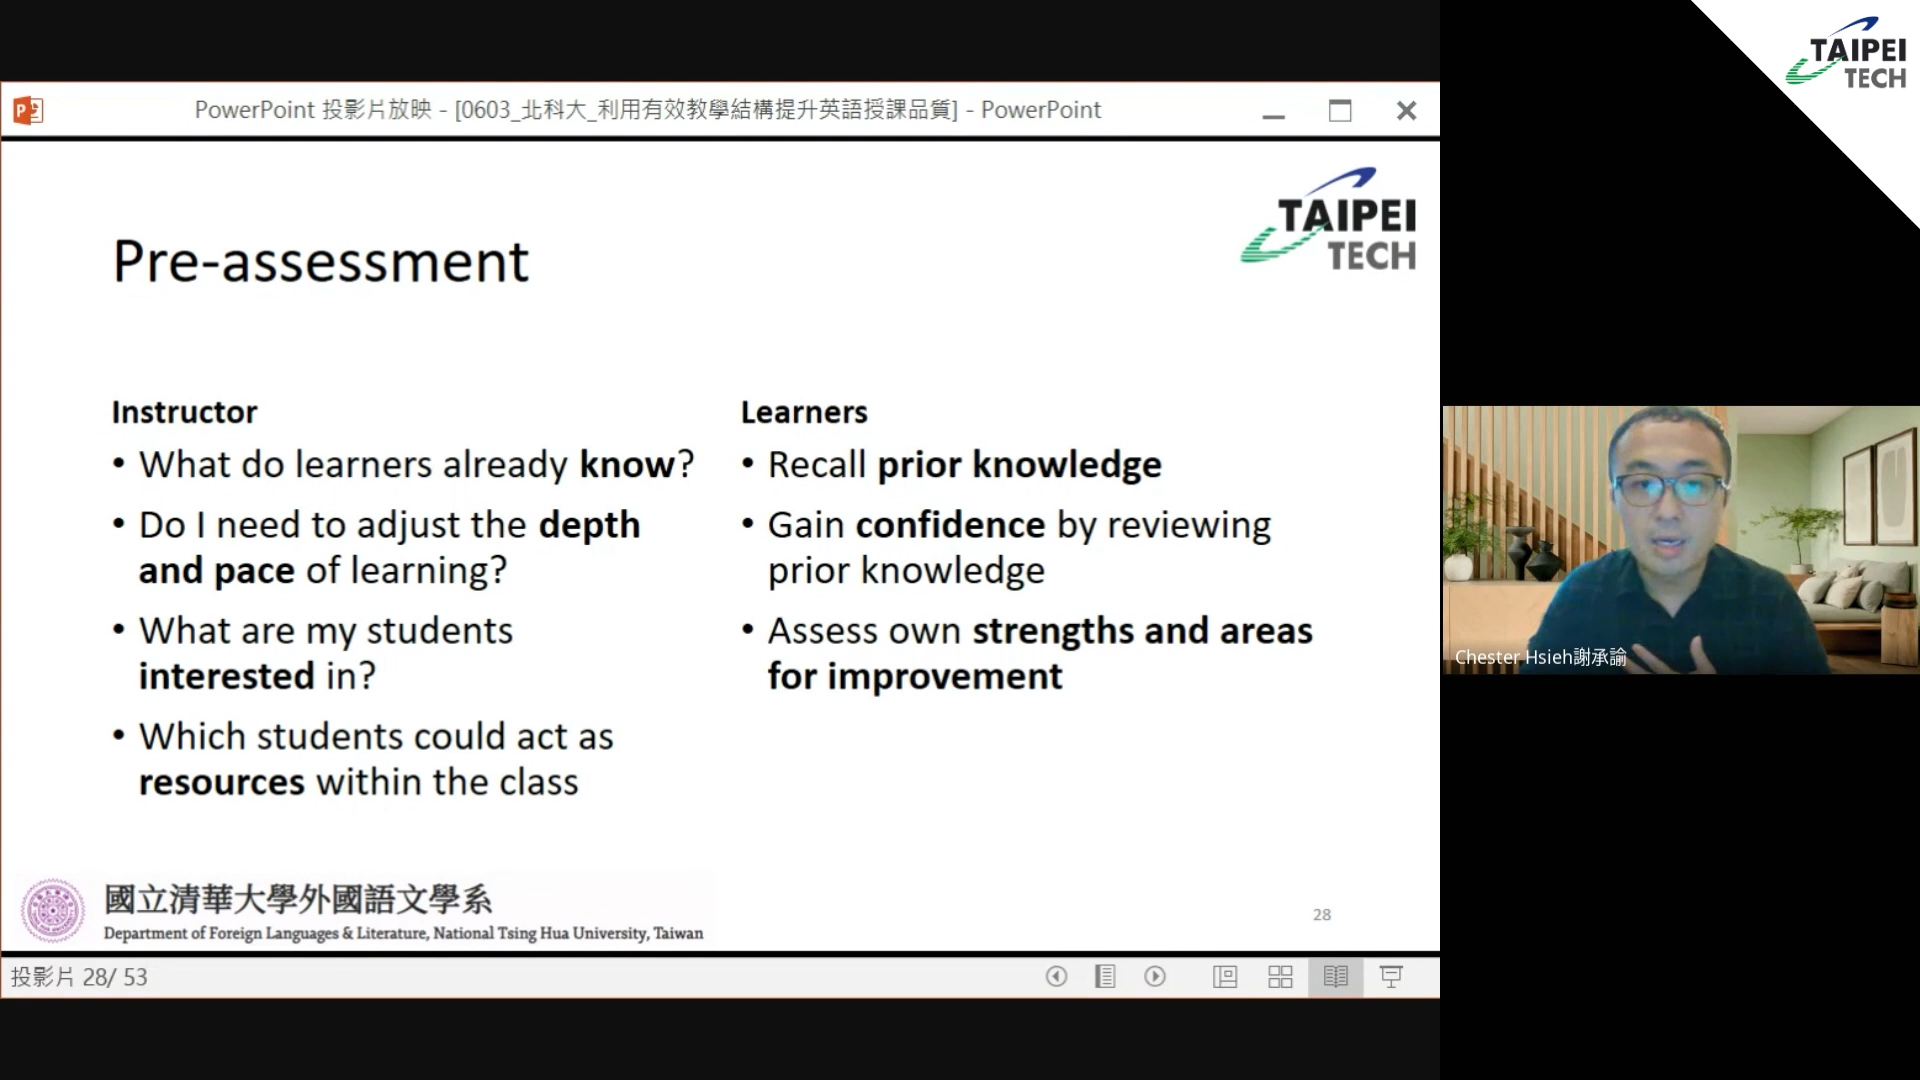 TAIPEI
TECH
PowerPoint 投影片放映 - [0603_北科大_利用有效教學結構提升英語授課品質] - PowerPoint
TAIPEI
TECH
Pre-assessment
Instructor
• What do learners already know?
• Do I need to adjust the depth
and pace of learning?
• What are my students
interested in?
• Which students could act as
resources within the class
Learners
• Recall prior knowledge
• Gain confidence by reviewing
prior knowledge
• Assess own strengths and areas
for improvement
Chester Hsieh謝承諭
國立清華大學外國語文學系
Department of Foreign Languages & Literature, National Tsing Hua University, Taiwan
28
投影片 28/ 53